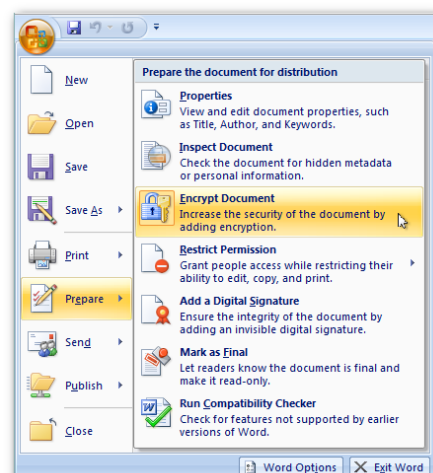 Prepare the document for distribution
New
Open
Save
Save As
Print
Prepare
Send
Publish
Close
Properties
View and edit document properties, such
as Title, Author, and Keywords.
Inspect Document
Check the document for hidden metadata
or personal information.
Encrypt Document
Increase the security of the document by
adding encryption.
Restrict Permission
Grant people access while restricting their
ability to edit, copy, and print.
Add a Digital Signature
Ensure the integrity of the document by
adding an invisible digital signature.
Mark as Final
Let readers know the document is final and
make it read-only.
Run Compatibility Checker
Check for features not supported by earlier
versions of Word.
Word Options
Exit Word